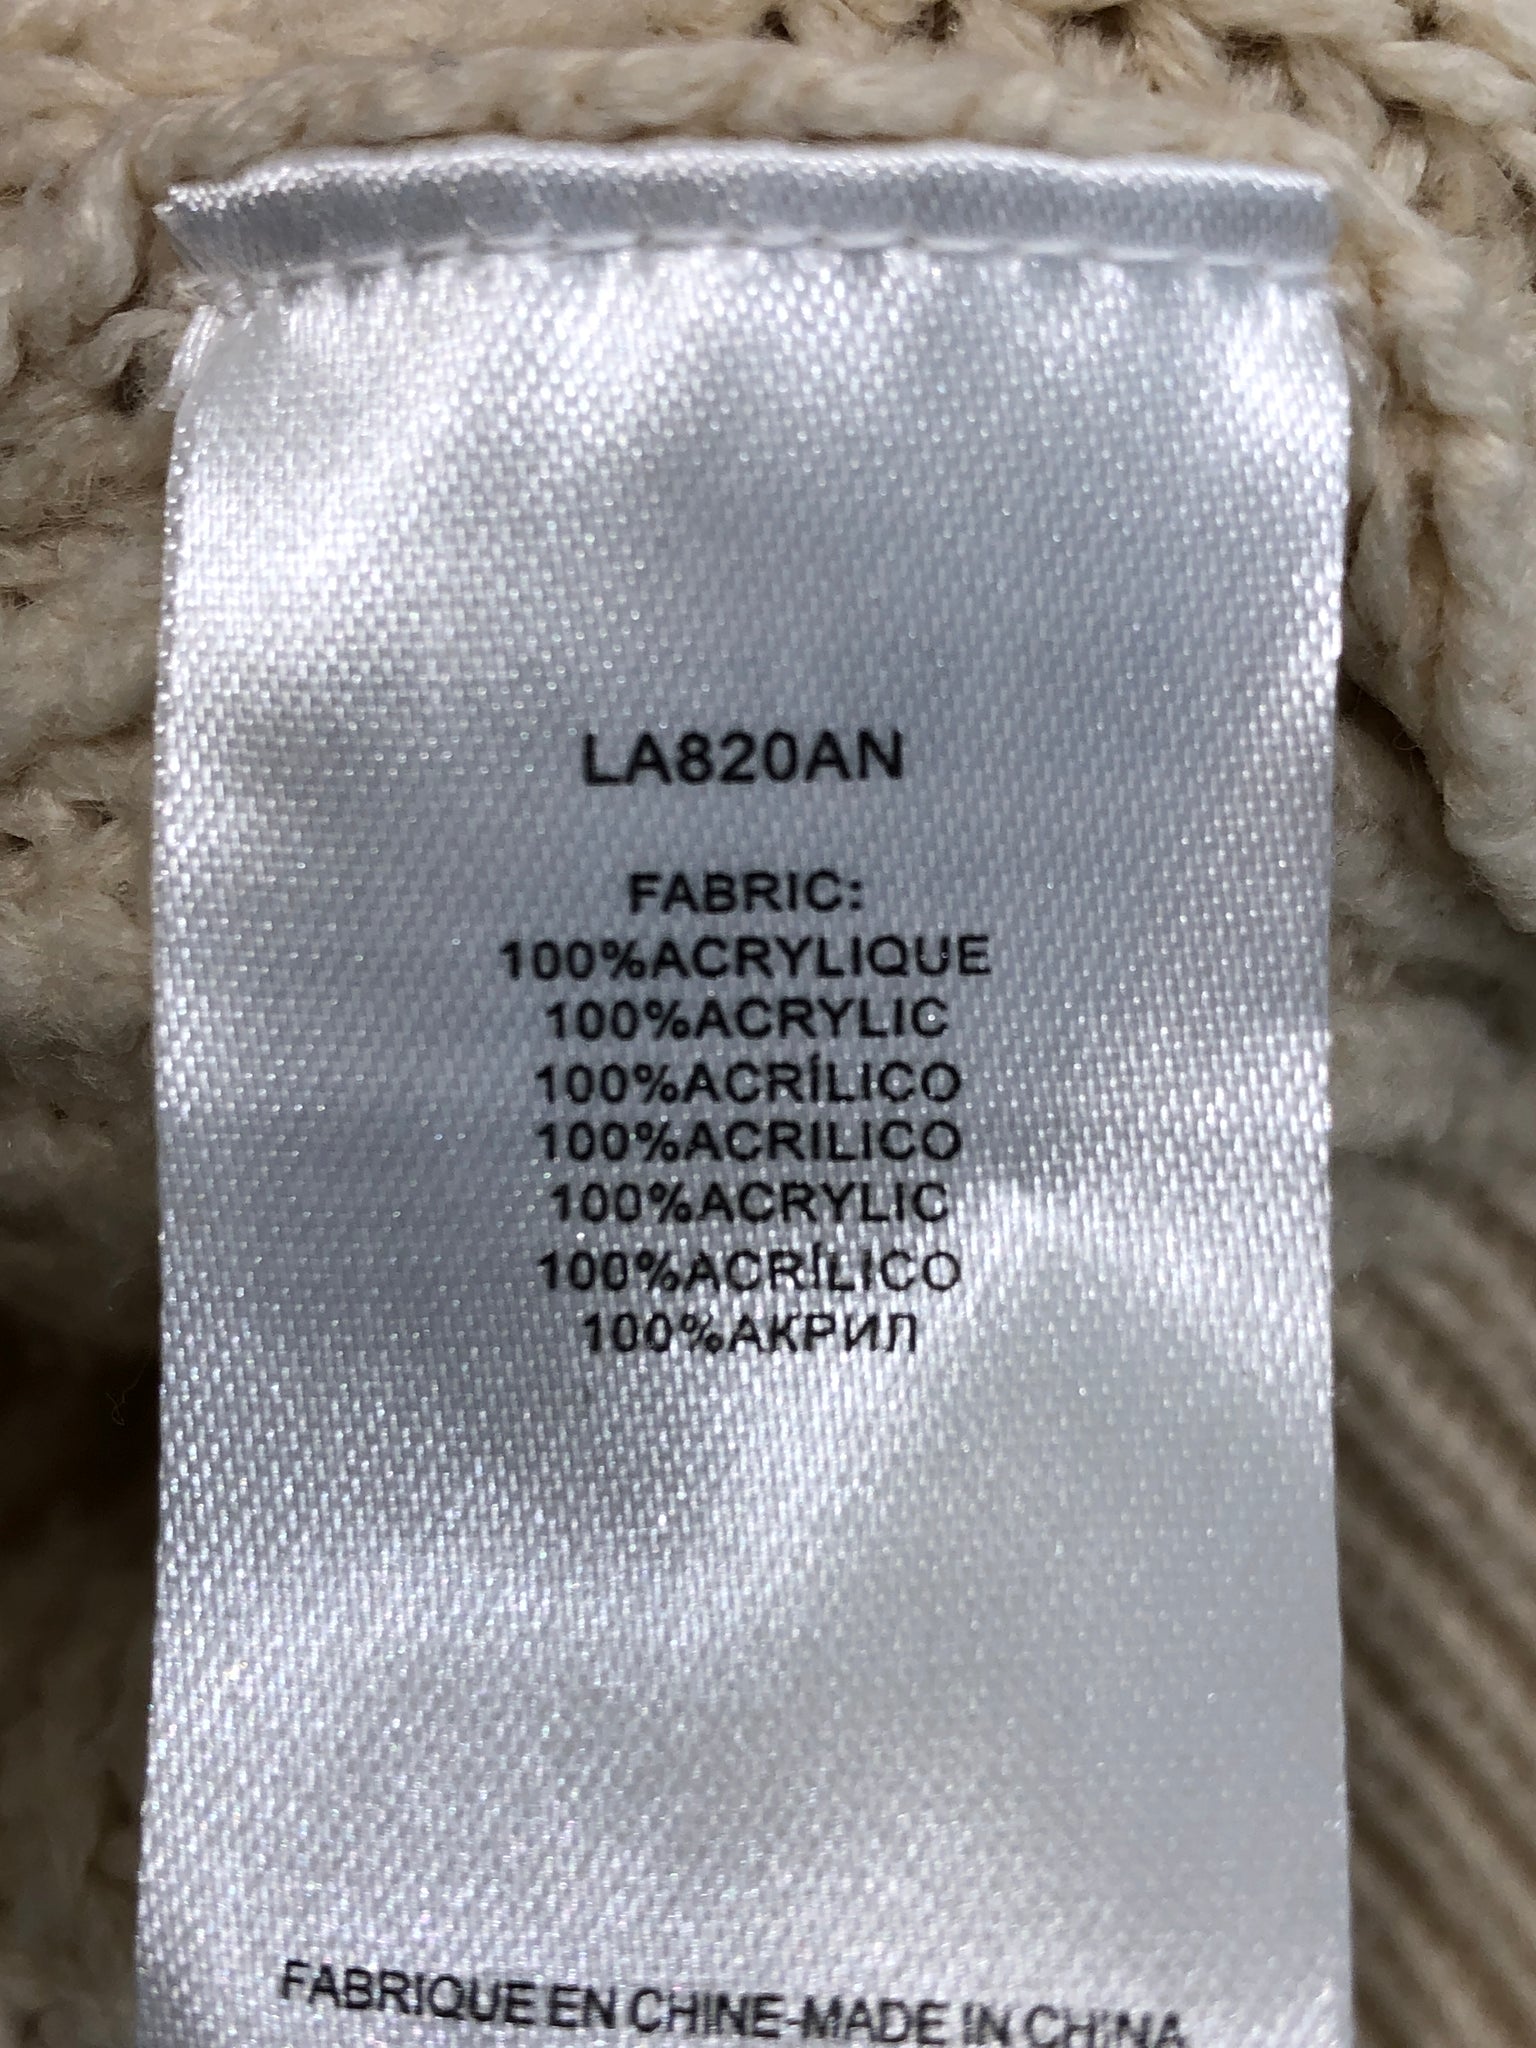 LA820AN
FABRIC:
100%ACRYLIQUE
100%ACRYLIC
100%ACRÍLICO
100%ACRILICO
100%ACRYLIC
100%ACRÍLICO
100%АКРИЛ
FABRIQUE EN CHINE-MADE IN CHINA